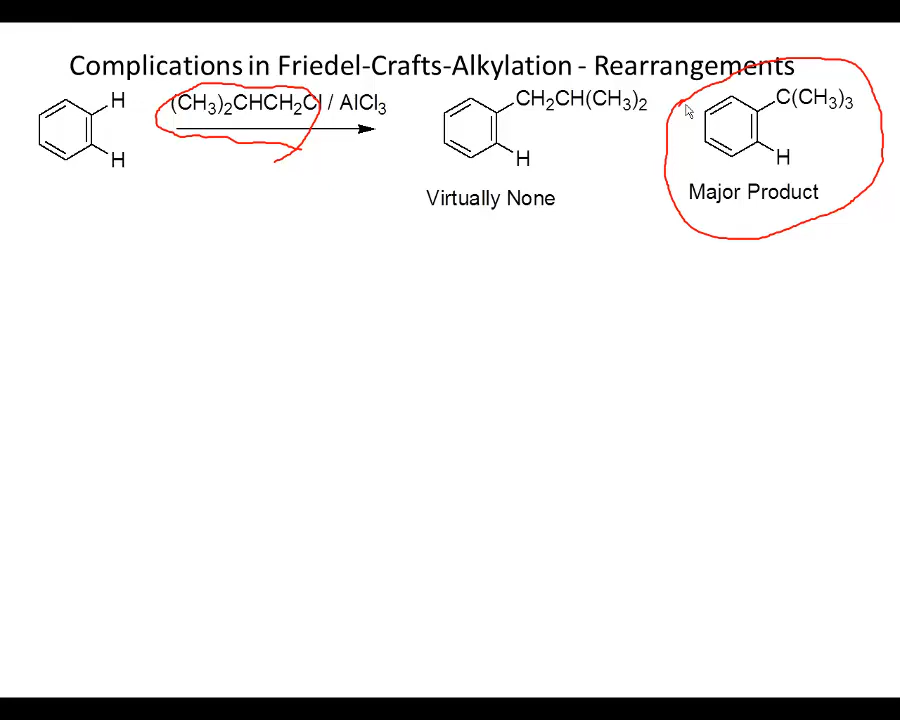 Complications in Friedel-Crafts-Alkylation - Rearrangements
H
H
(CH3)2CHCH2Cl / AlCl3
CH2CH(CH3)2
H
Virtually None
C(CH3)3
H
Major Product